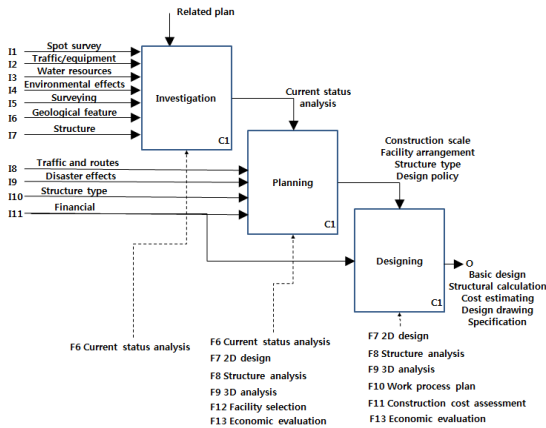 Related plan
I1 Spot survey
I2 Traffic/equipment
I3 Water resources
I4 Environmental effects
I5 Surveying
I6 Geological feature
I7 Structure
Investigation
C1
Current status
analysis
I8 Traffic and routes
I9 Disaster effects
I10 Structure type
I11 Financial
Planning
C1
Construction scale
Facility arrangement
Structure type
Design policy
Designing
C1
O
Basic design
Structural calculation
Cost estimating
Design drawing
Specification
F6 Current status analysis
F6 Current status analysis
F7 2D design
F8 Structure analysis
F9 3D analysis
F12 Facility selection
F13 Economic evaluation
F7 2D design
F8 Structure analysis
F9 3D analysis
F10 Work process plan
F11 Construction cost assessment
F13 Economic evaluation